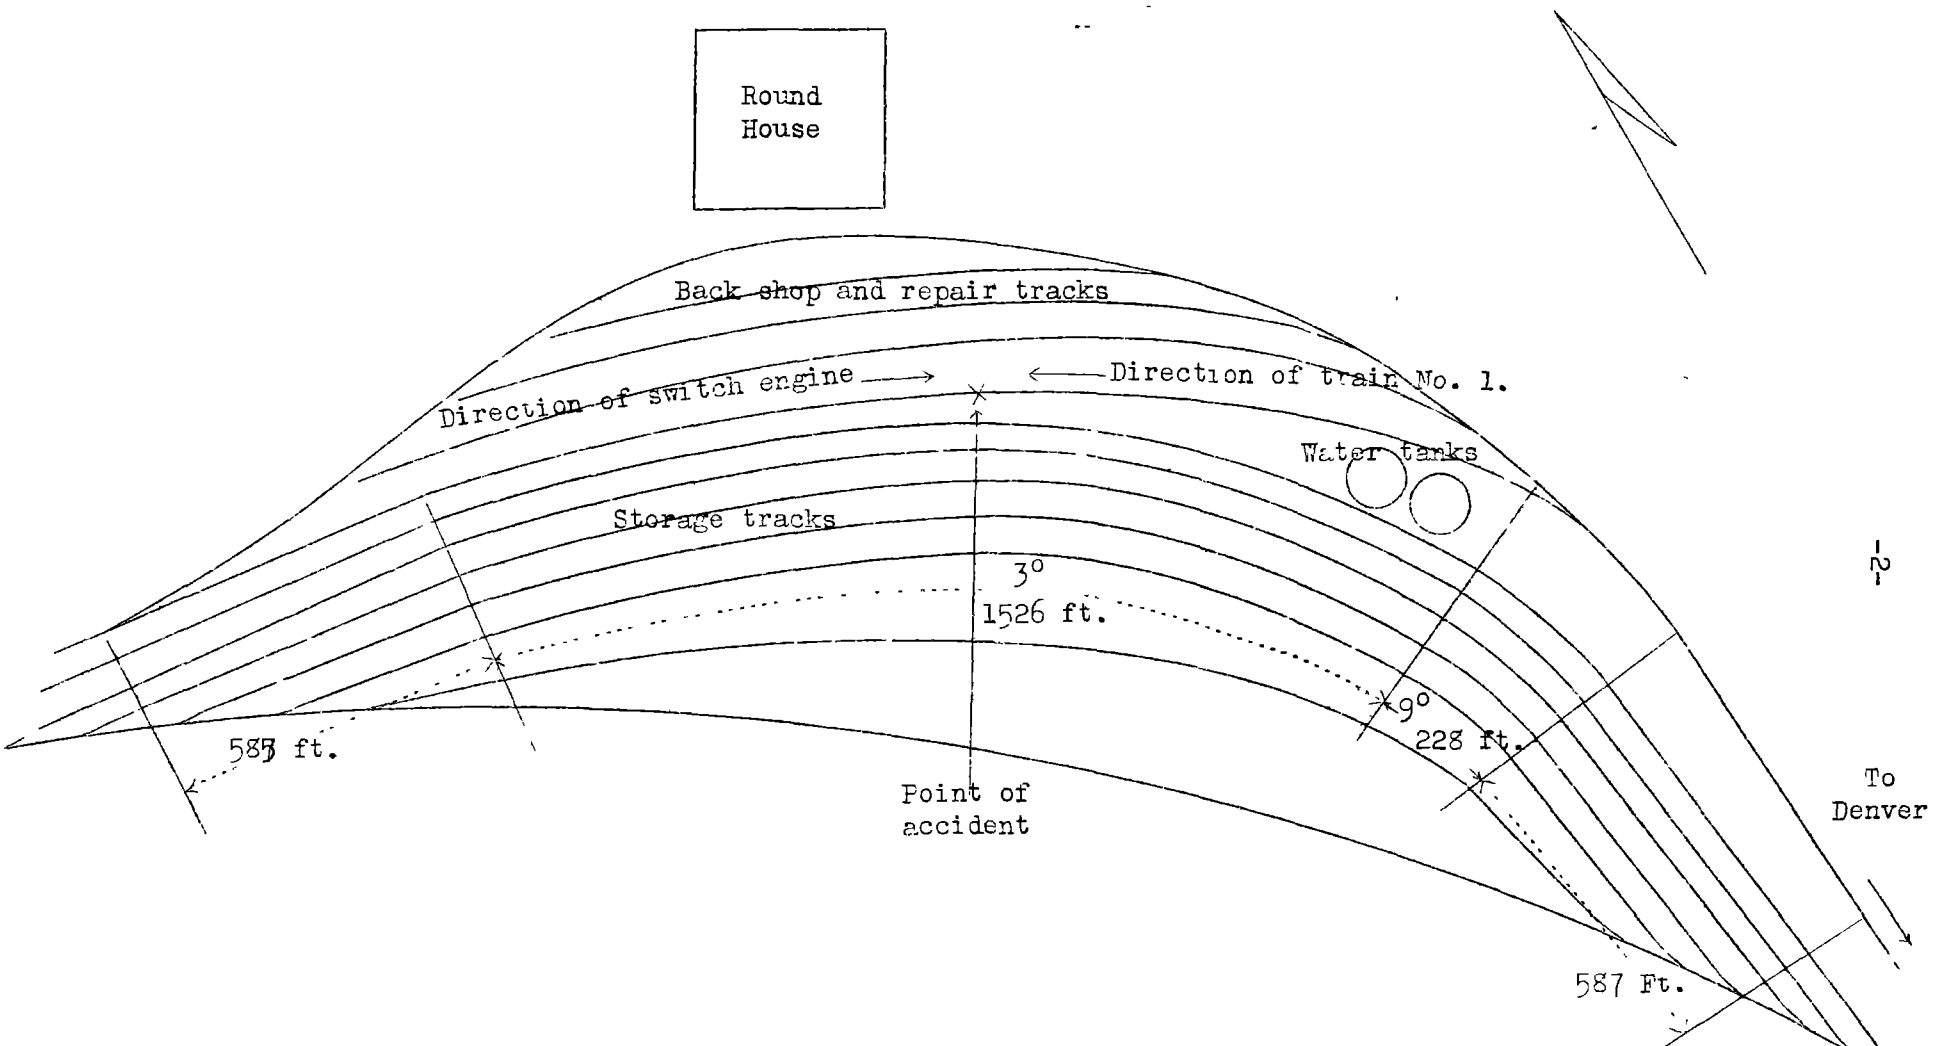 Round
House
Back shop and repair tracks
Direction of switch engine
Direction of train No. 1.
Water tanks
Storage tracks
3°
1526 ft.
9°
228 ft.
ft.
Point of
accident
To
Denver
587 Ft.
-2-